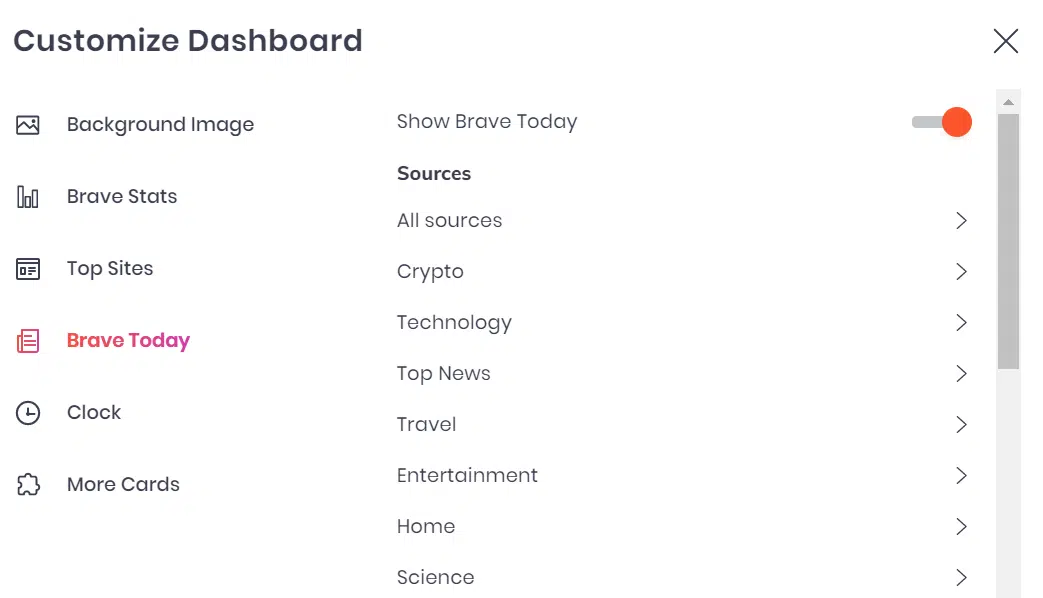 Customize Dashboard
Background Image
Brave Stats
Top Sites
Brave Today
Clock
More Cards
Show Brave Today
Sources
All sources
Crypto
Technology
Top News
Travel
Entertainment
Home
Science